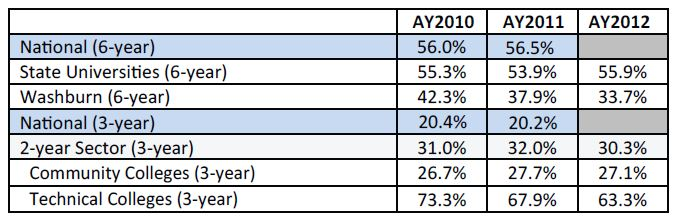 AY2010 AY2011 AY2012
National (6-year) 56.0% 56.5%
State Universities (6-year) 55.3% 53.9% 55.9%
Washburn (6-year) 42.3% 37.9% 33.7%
National (3-year) 20.4% 20.2%
2-year Sector (3-year) 31.0% 32.0% 30.3%
Community Colleges (3-year) 26.7% 27.7% 27.1%
Technical Colleges (3-year) 73.3% 67.9% 63.3%